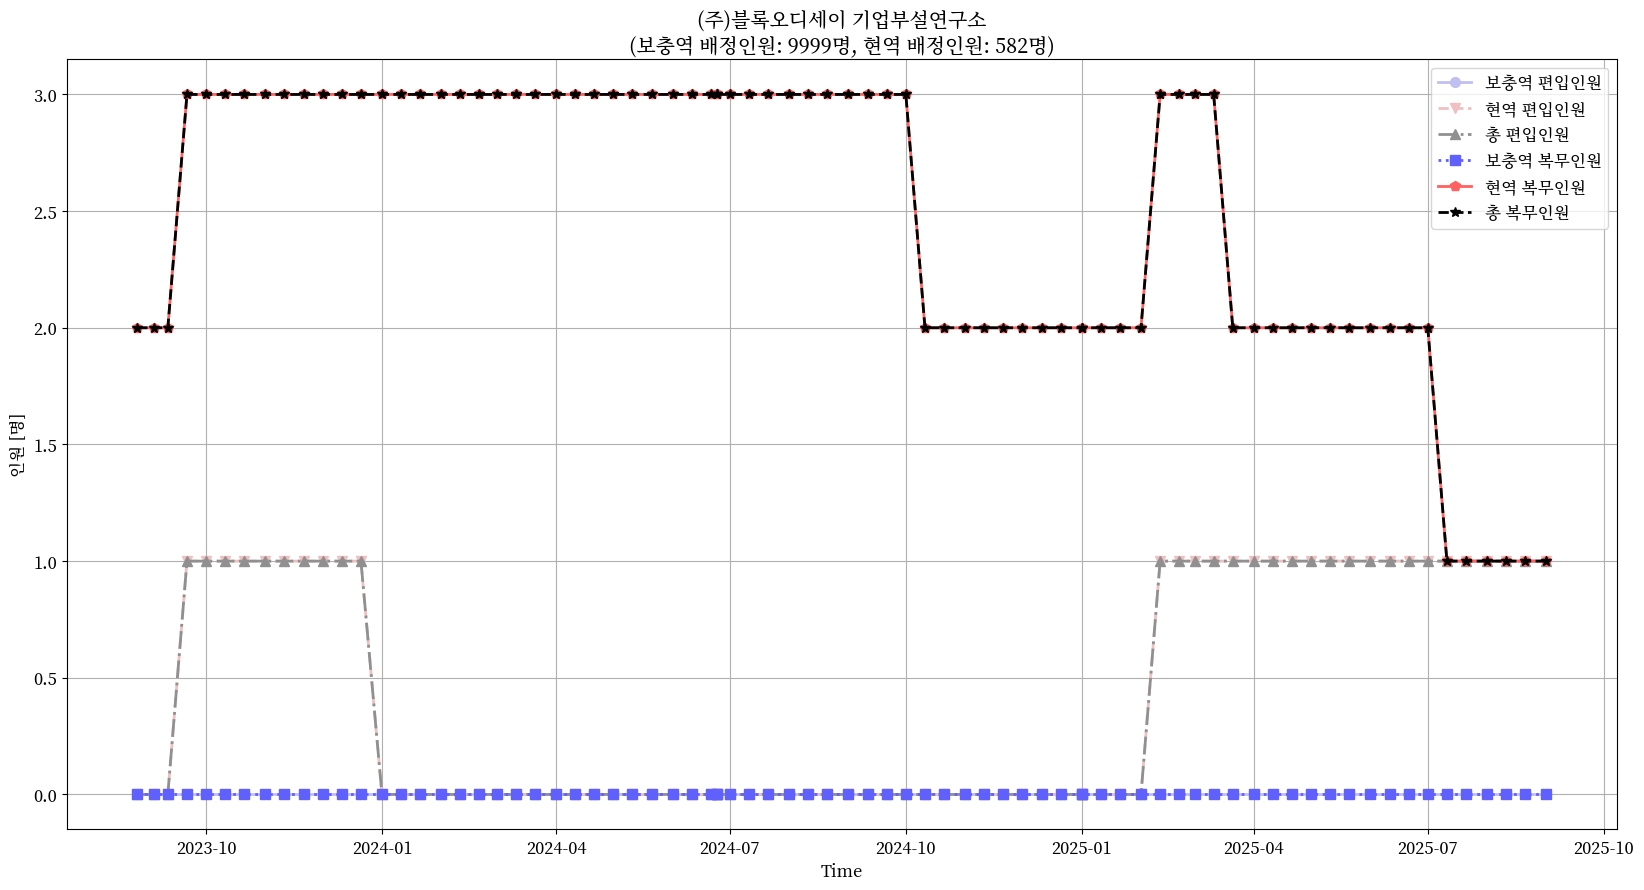 (주)블록오디세이 기업부설연구소
(보충역 배정인원: 9999명, 현역 배정인원: 582명)
보충역 편입인원
현역 편입인원
총 편입인원
보충역 복무인원
현역 복무인원
총 복무인원
인원 [명]
3.0
2.5
2.0
1.5
1.0
0.5
0.0
2023-10
2024-01
2024-04
2024-07
2024-10
2025-01
2025-04
2025-07
2025-10
Time